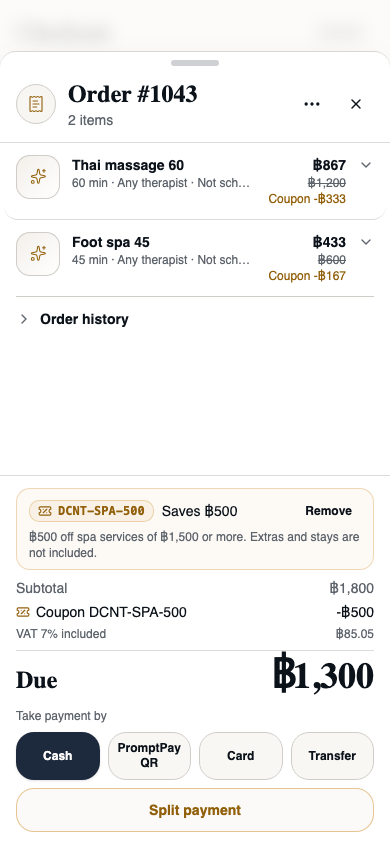 Order #1043
2 items
Thai massage 60
฿867
60 min · Any therapist · Not sch…
฿1,200
Coupon -฿333
Foot spa 45
฿433
45 min · Any therapist · Not sch…
฿600
Coupon -฿167
Order history
DCNT-SPA-500 Saves ฿500 Remove
฿500 off spa services of ฿1,500 or more. Extras and stays are
not included.
Subtotal ฿1,800
Coupon DCNT-SPA-500 -฿500
VAT 7% included ฿85.05
Due ฿1,300
Take payment by
Cash
PromptPay
QR
Card
Transfer
Split payment